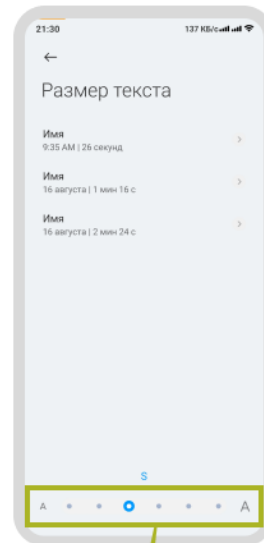 21:30 137 КБ/с
Размер текста
Имя
9:35 AM | 26 секунд
Имя
16 августа | 1 мин 16 с
Имя
16 августа | 2 мин 24 с
S
A A